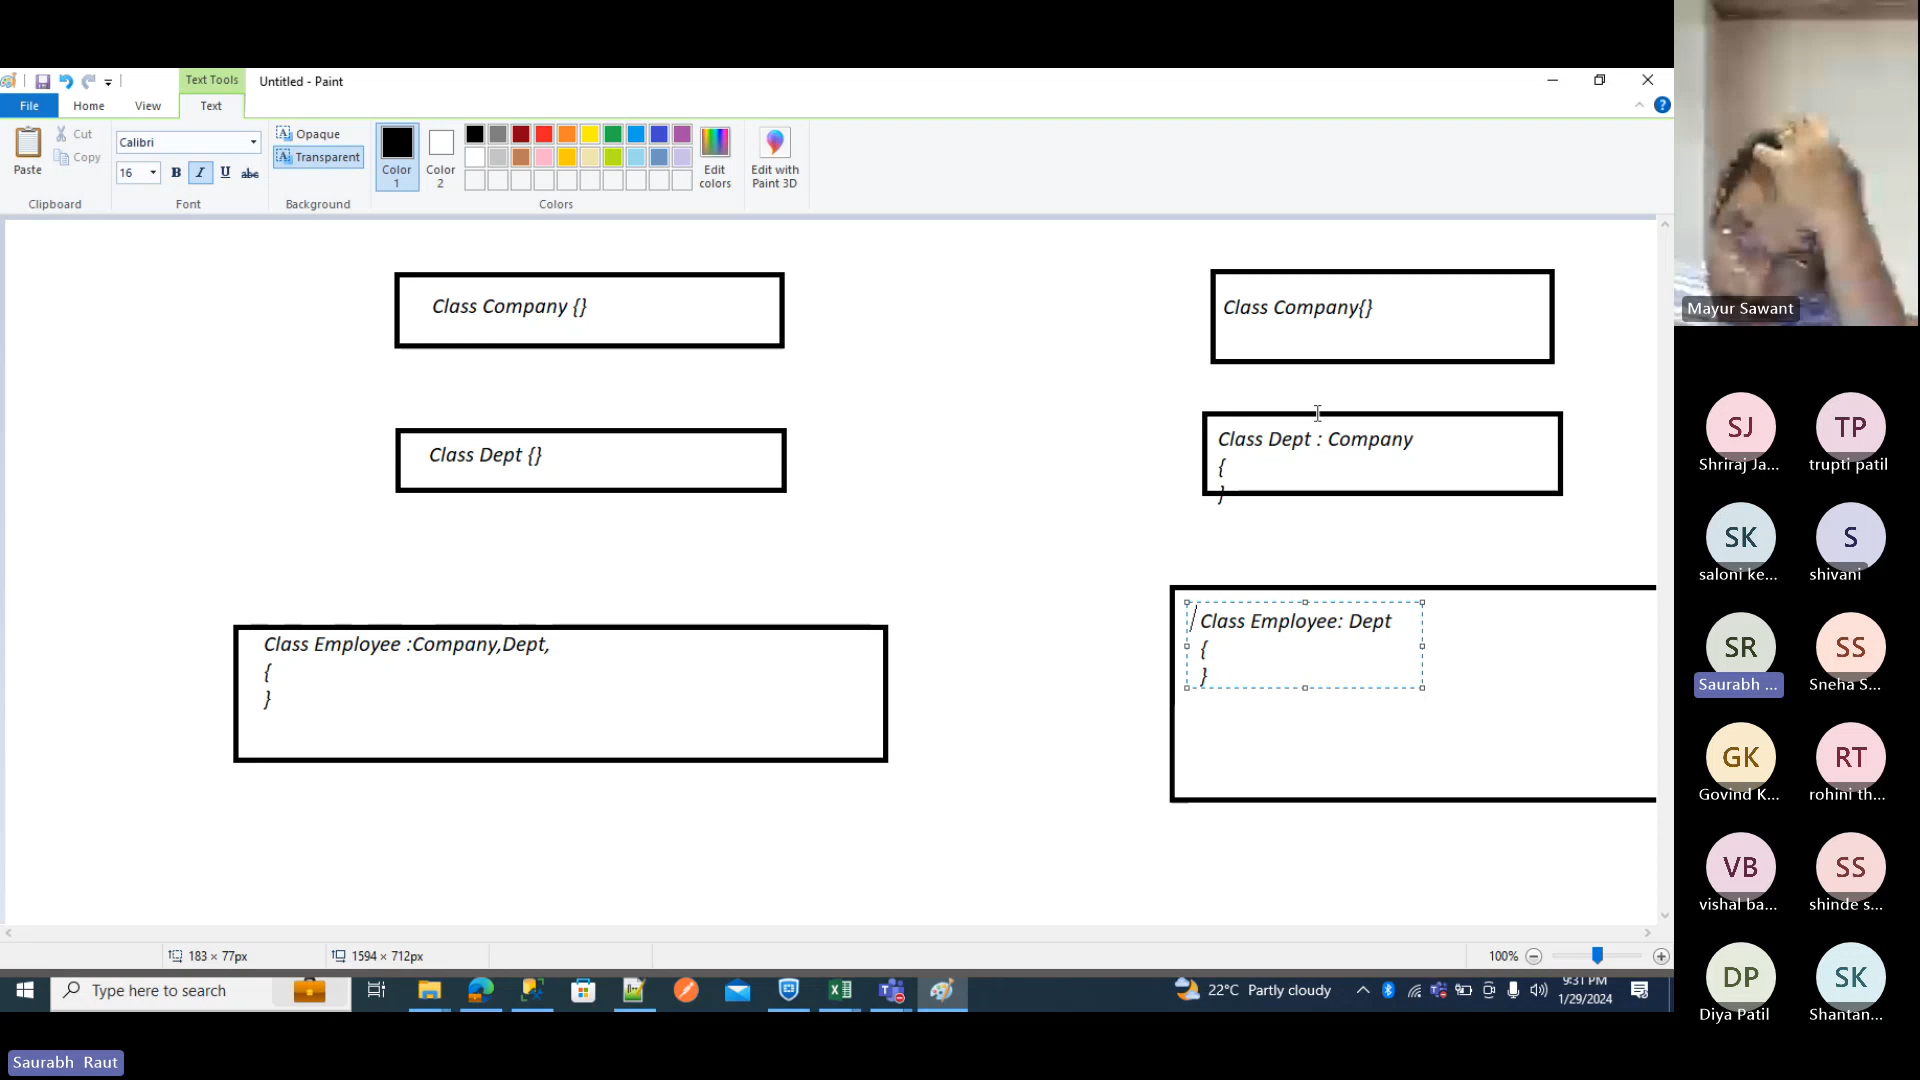 Text Tools
Untitled - Paint
File
Home
View
Text
Paste
Cut
Copy
Clipboard
Calibri
16
B
I
U
abc
Font
Opaque
Transparent
Background
Color
1
Color
2
Edit
colors
Edit with
Paint 3D
Colors
Class Company {}
Class Dept {}
Class Employee :Company,Dept,
{
}
Class Company{}
Class Dept : Company
{
}
Class Employee: Dept
{
}
183 × 77px
1594 × 712px
100%
Type here to search
22°C Partly cloudy
9:31 PM
1/29/2024
Saurabh Raut
Mayur Sawant
SJ
Shriraj Ja...
TP
trupti patil
SK
saloni ke...
S
shivani
SR
Saurabh ...
SS
Sneha S...
GK
Govind K...
RT
rohini th...
VB
vishal ba...
SS
shinde s...
DP
Diya Patil
SK
Shantan...